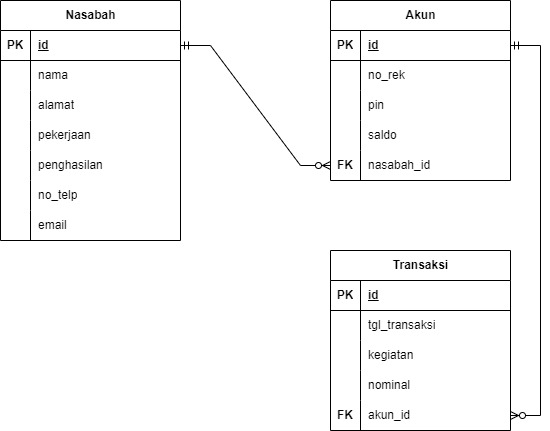 Nasabah
PK id
nama
alamat
pekerjaan
penghasilan
no_telp
email
Akun
PK id
no_rek
pin
saldo
FK nasabah_id
Transaksi
PK id
tgl_transaksi
kegiatan
nominal
FK akun_id